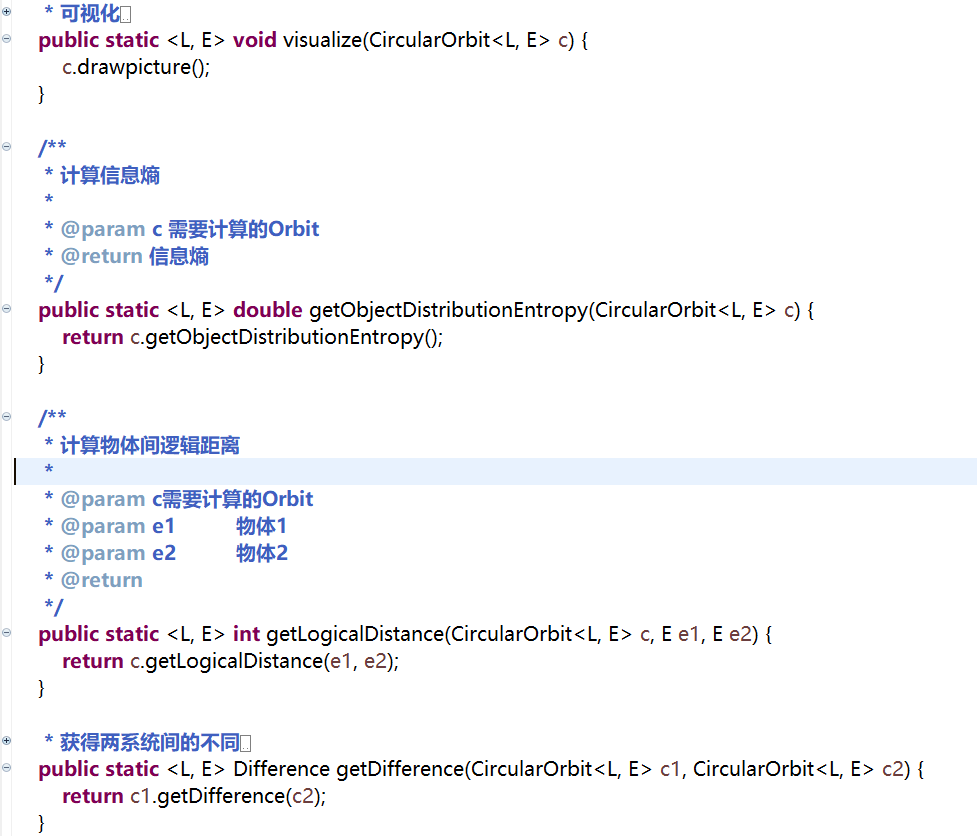 * 可视化
public static <L, E> void visualize(CircularOrbit<L, E> c) {
c.drawpicture();
}
/**
* 计算信息熵
*
* @param c 需要计算的Orbit
* @return 信息熵
*/
public static <L, E> double getObjectDistributionEntropy(CircularOrbit<L, E> c) {
return c.getObjectDistributionEntropy();
}
/**
* 计算物体间逻辑距离
*
* @param c需要计算的Orbit
* @param e1 物体1
* @param e2 物体2
* @return
*/
public static <L, E> int getLogicalDistance(CircularOrbit<L, E> c, E e1, E e2) {
return c.getLogicalDistance(e1, e2);
}
* 获得两系统间的不同
public static <L, E> Difference getDifference(CircularOrbit<L, E> c1, CircularOrbit<L, E> c2) {
return c1.getDifference(c2);
}